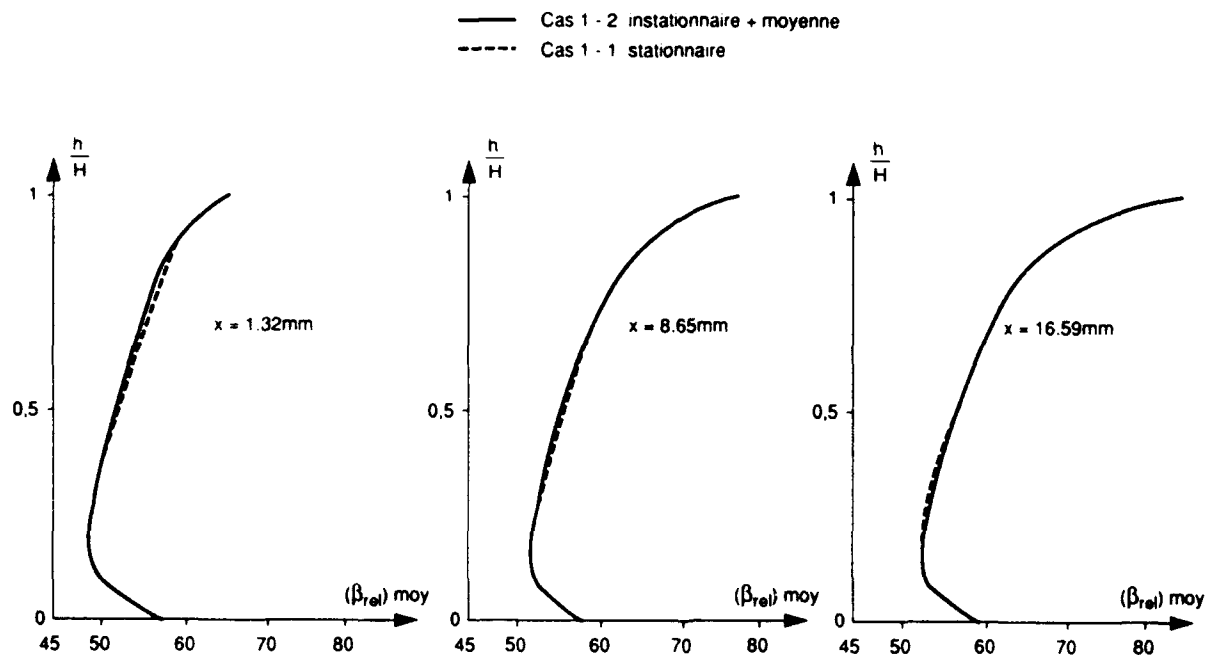 Cas 1 - 2 instationnaire + moyenne
Cas 1 - 1 stationnaire
h
H
1
0,5
0
x = 1.32mm
(βrel) moy
45 50 60 70 80
h
H
1
0,5
0
x = 8.65mm
(βrel) moy
45 50 60 70 80
h
H
1
0,5
0
x = 16.59mm
(βrel) moy
45 50 60 70 80